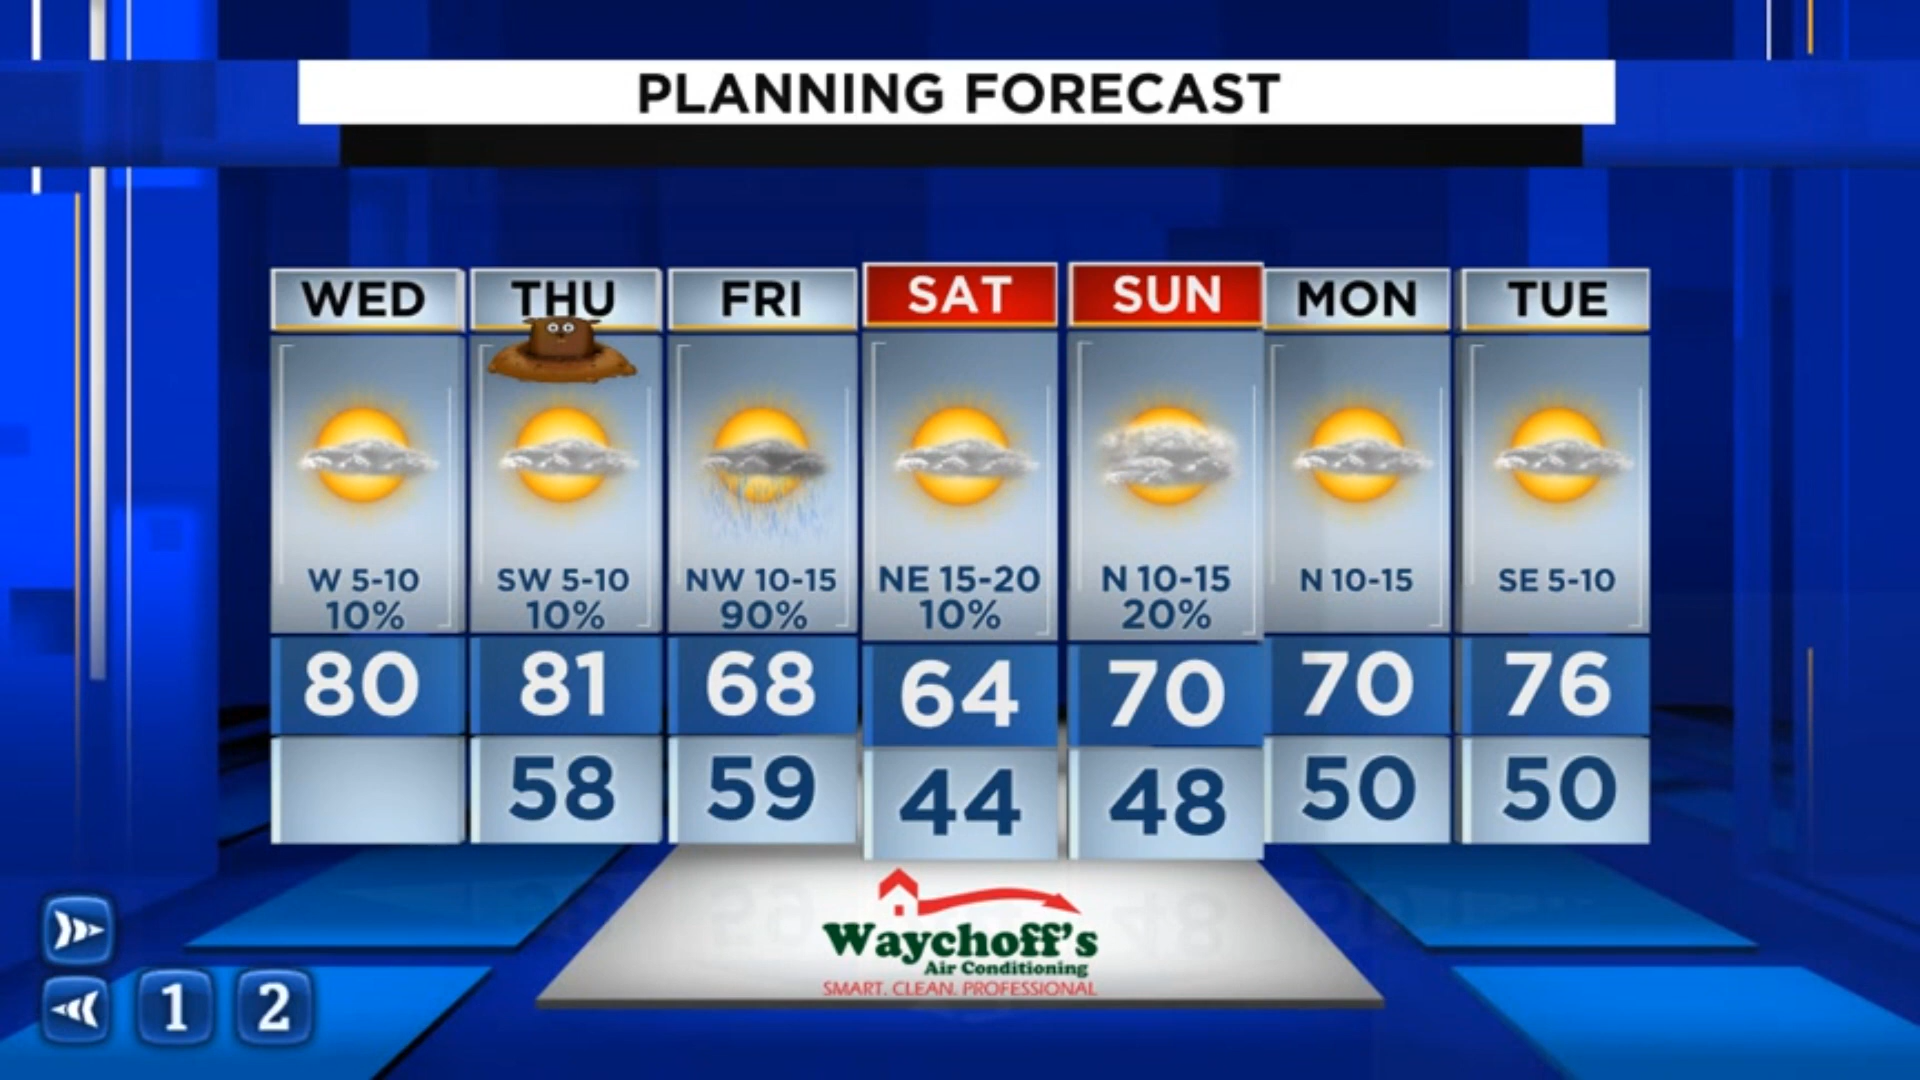 PLANNING FORECAST
WED THU FRI SAT SUN MON TUE
W 5-10 SW 5-10 NW 10-15 NE 15-20 N 10-15 N 10-15 SE 5-10
10% 10% 90% 10% 20%
80 81 68 64 70 70 76
58 59 44 48 50 50
Waychoff's
Air Conditioning
SMART. CLEAN. PROFESSIONAL
1 2